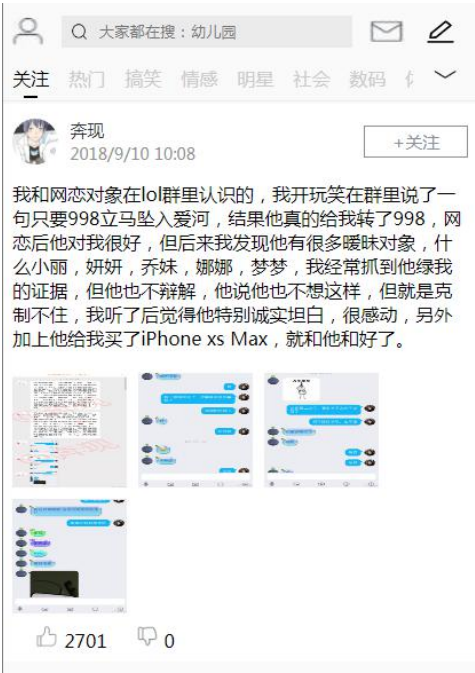 大家都在搜：幼儿园
关注 热门 搞笑 情感 明星 社会 数码
奔现
2018/9/10 10:08
+关注
我和网恋对象在lol群里认识的，我开玩笑在群里说了一
句只要998立马坠入爱河，结果他真的给我转了998，网
恋后他对我很好，但后来我发现他有很多暧昧对象，什
么小丽，妍妍，乔妹，娜娜，梦梦，我经常抓到他绿我
的证据，但他也不辩解，他说他也不想这样，但就是克
制不住，我听了后觉得他特别诚实坦白，很感动，另外
加上他给我买了iPhone xs Max，就和他和好了。
2701 0